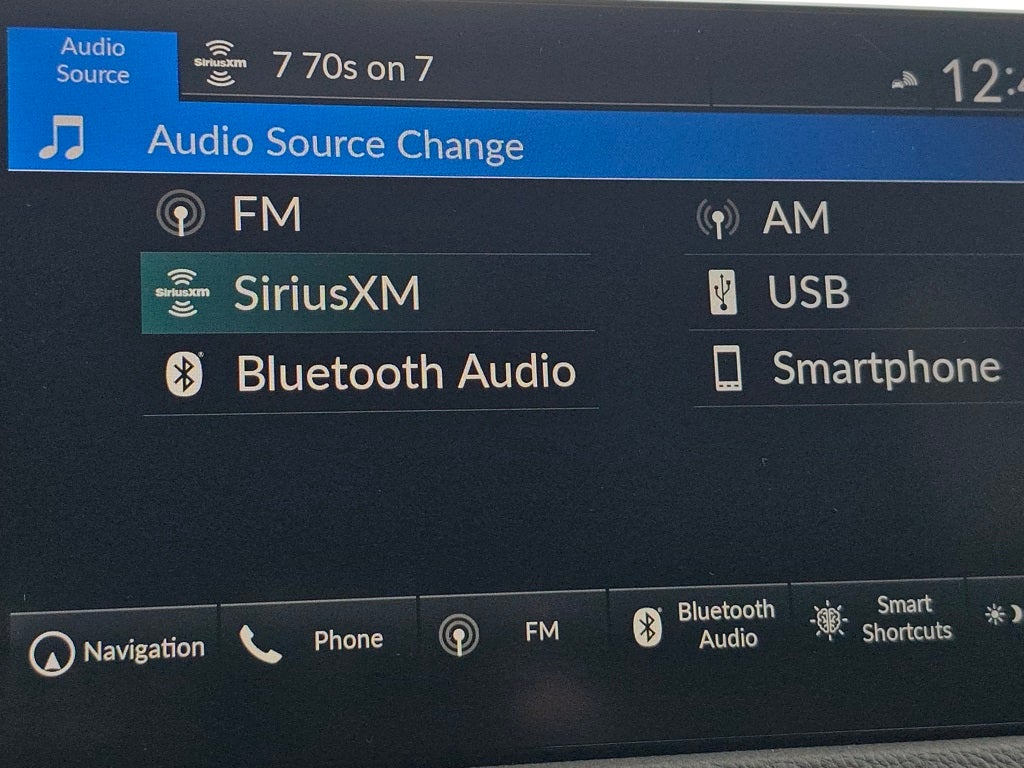 Audio
Source
SiriusXM
7 70s on 7
Audio Source Change
FM
AM
SiriusXM
SiriusXM
USB
Bluetooth Audio
Smartphone
Navigation
Phone
FM
Bluetooth
Audio
Smart
Shortcuts